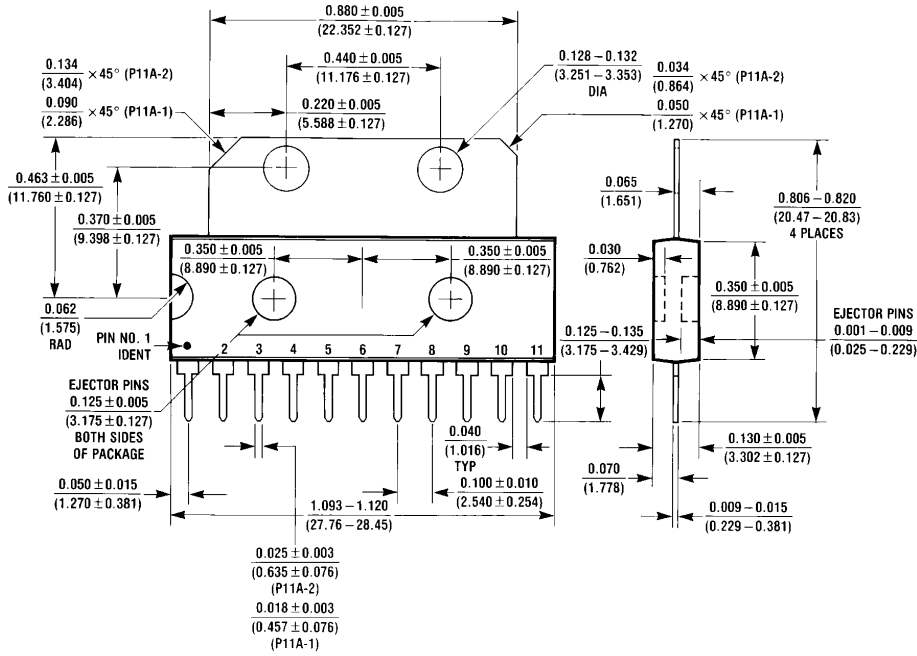 0.880 ± 0.005
(22.352 ± 0.127)
0.134
(3.404)
× 45° (P11A-2)
0.090
(2.286)
× 45° (P11A-1)
0.440 ± 0.005
(11.176 ± 0.127)
0.220 ± 0.005
(5.588 ± 0.127)
0.128 – 0.132
(3.251 – 3.353)
DIA
0.034
(0.864)
× 45° (P11A-2)
0.050
(1.270)
× 45° (P11A-1)
0.463 ± 0.005
(11.760 ± 0.127)
0.370 ± 0.005
(9.398 ± 0.127)
0.065
(1.651)
0.806 – 0.820
(20.47 – 20.83)
4 PLACES
0.350 ± 0.005
(8.890 ± 0.127)
0.350 ± 0.005
(8.890 ± 0.127)
0.030
(0.762)
0.350 ± 0.005
(8.890 ± 0.127)
0.062
(1.575)
RAD
PIN NO. 1
IDENT
2 3 4 5 6 7 8 9 10 11
0.125 – 0.135
(3.175 – 3.429)
EJECTOR PINS
0.001 – 0.009
(0.025 – 0.229)
EJECTOR PINS
0.125 ± 0.005
(3.175 ± 0.127)
BOTH SIDES
OF PACKAGE
0.040
(1.016)
TYP
0.130 ± 0.005
(3.302 ± 0.127)
0.070
(1.778)
0.050 ± 0.015
(1.270 ± 0.381)
0.100 ± 0.010
(2.540 ± 0.254)
1.093 – 1.120
(27.76 – 28.45)
0.009 – 0.015
(0.229 – 0.381)
0.025 ± 0.003
(0.635 ± 0.076)
(P11A-2)
0.018 ± 0.003
(0.457 ± 0.076)
(P11A-1)